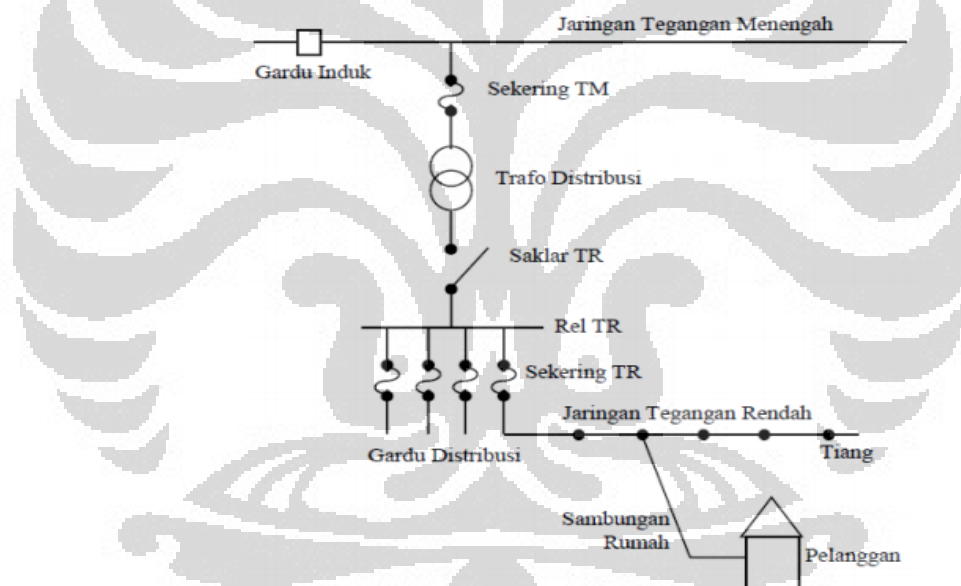 Jaringan Tegangan Menengah
Gardu Induk
Sekering TM
Trafo Distribusi
Saklar TR
Rel TR
Sekering TR
Jaringan Tegangan Rendah
Gardu Distribusi
Tiang
Sambungan
Rumah
Pelanggan